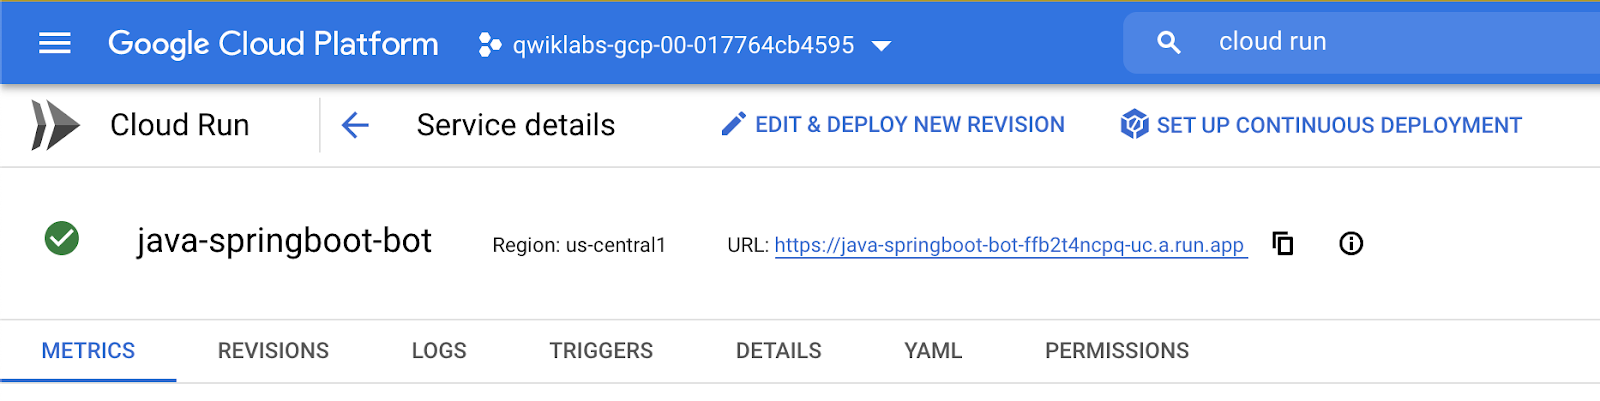 Google Cloud Platform qwiklabs-gcp-00-017764cb4595 cloud run
Cloud Run Service details EDIT & DEPLOY NEW REVISION SET UP CONTINUOUS DEPLOYMENT
java-springboot-bot Region: us-central1 URL: https://java-springboot-bot-ffb2t4ncpq-uc.a.run.app
METRICS REVISIONS LOGS TRIGGERS DETAILS YAML PERMISSIONS